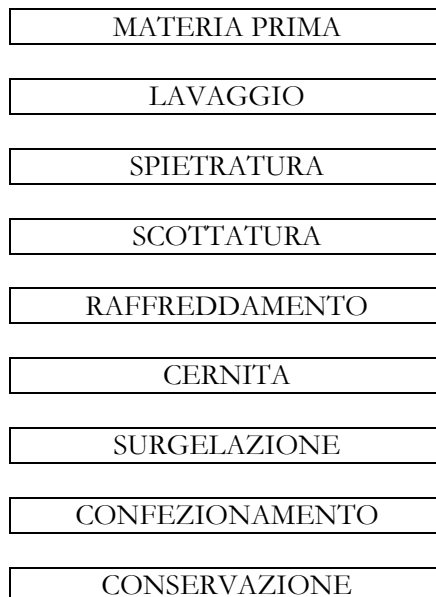 MATERIA PRIMA
LAVAGGIO
SPIETRATURA
SCOTTATURA
RAFFREDDAMENTO
CERNITA
SURGELAZIONE
CONFEZIONAMENTO
CONSERVAZIONE